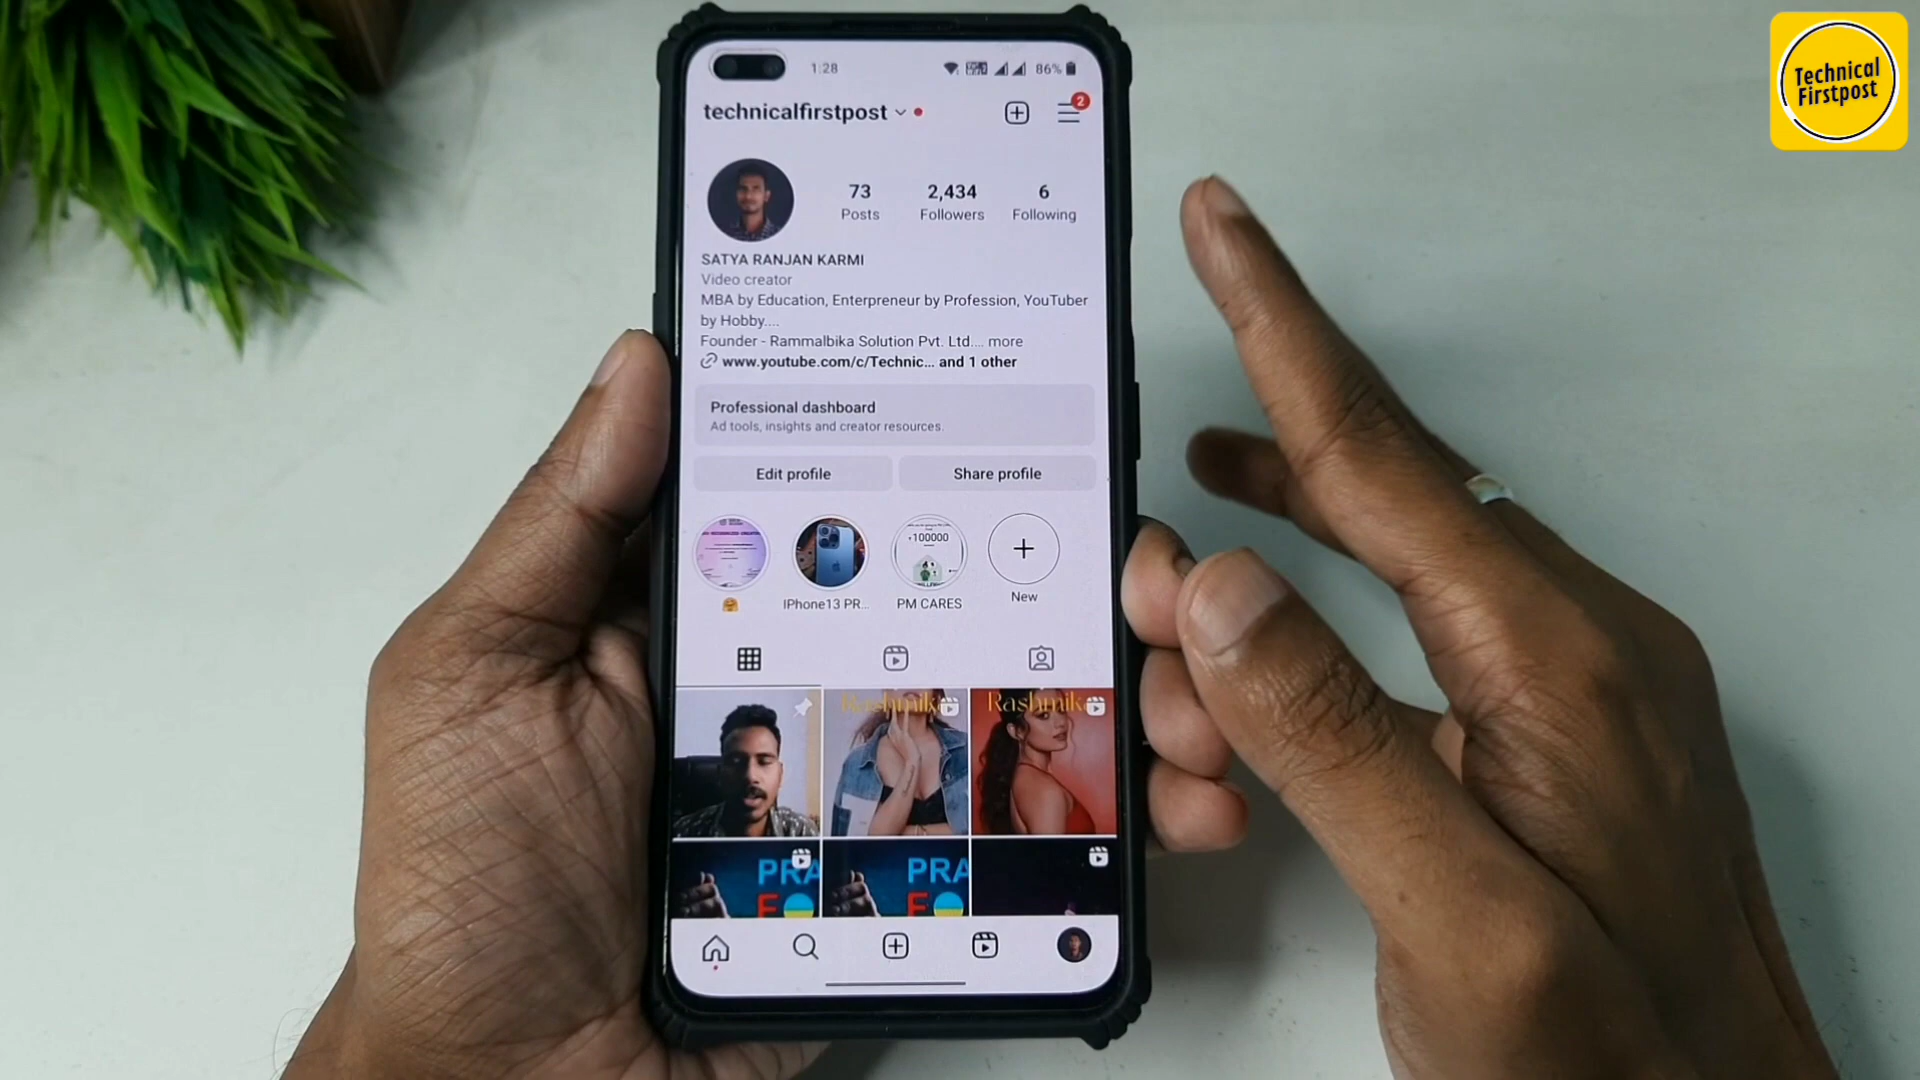 Technical
Firstpost
1:28
86%
technicalfirstpost
2
73
2,434
6
Posts
Followers
Following
SATYA RANJAN KARMI
Video creator
MBA by Education, Enterpreneur by Profession, YouTuber
by Hobby....
Founder - Rammalbika Solution Pvt. Ltd.... more
www.youtube.com/c/Technic... and 1 other
Professional dashboard
Ad tools, insights and creator resources.
Edit profile
Share profile
100000
IPhone13 PR...
PM CARES
New
Rashmik
Rashmik
PRA
PRA